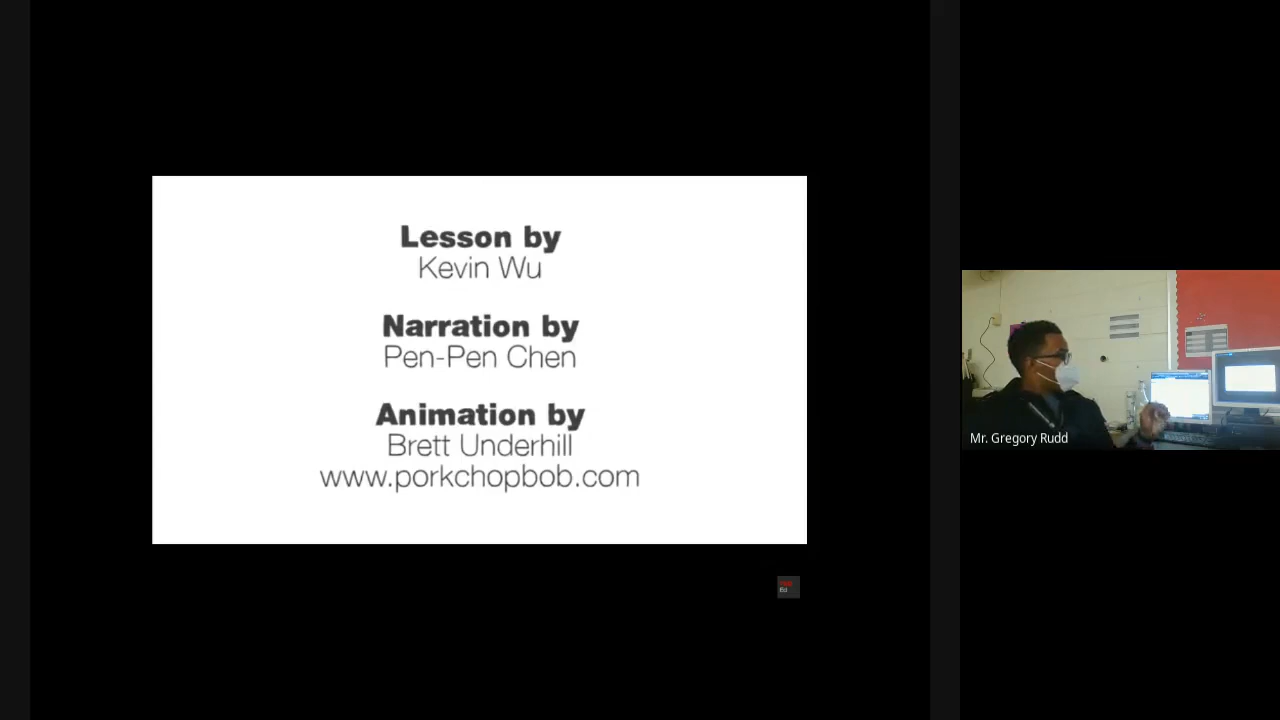 Lesson by
Kevin Wu
Narration by
Pen-Pen Chen
Animation by
Brett Underhill
www.porkchopbob.com
Mr. Gregory Rudd